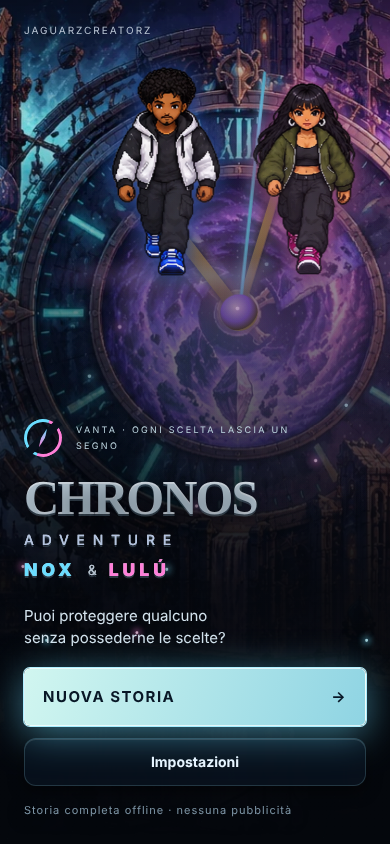 JAGUARZCREATORZ
XII
VANTA · OGNI SCELTA LASCIA UN
SEGNO
CHRONOS
ADVENTURE
NOX & LULÚ
Puoi proteggere qualcuno
senza possederne le scelte?
NUOVA STORIA →
Impostazioni
Storia completa offline · nessuna pubblicità